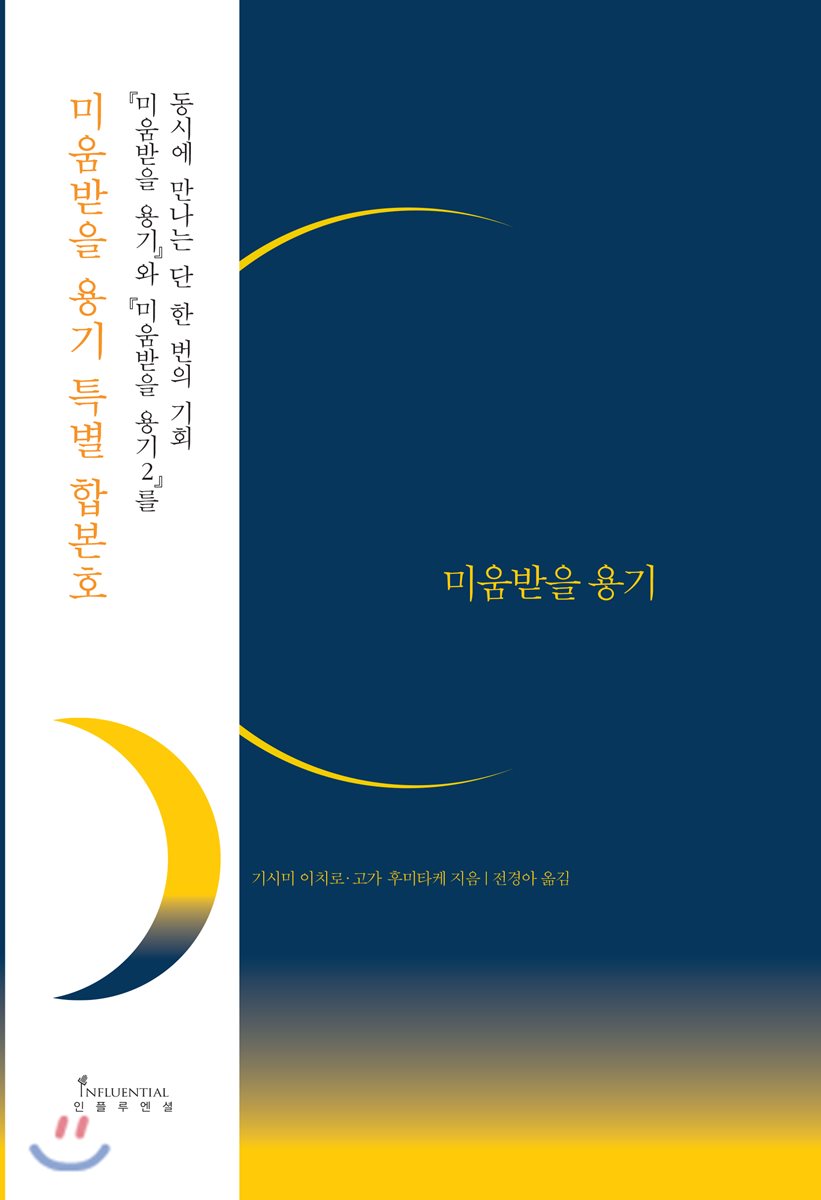 미움받을 용기 특별 합본호
『미움받을 용기』와 『미움받을 용기 2』를
동시에 만나는 단 한 번의 기회
미움받을 용기
기시미 이치로·고가 후미타케 지음 | 전경아 옮김
INFLUENTIAL
인플루엔셜